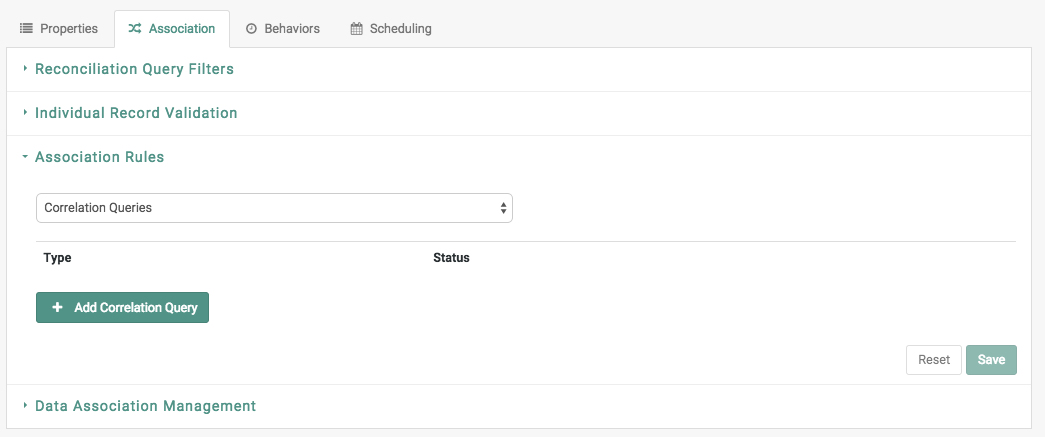 Properties Association Behaviors Scheduling
Reconciliation Query Filters
Individual Record Validation
Association Rules
Correlation Queries
Type Status
+ Add Correlation Query
Reset Save
Data Association Management